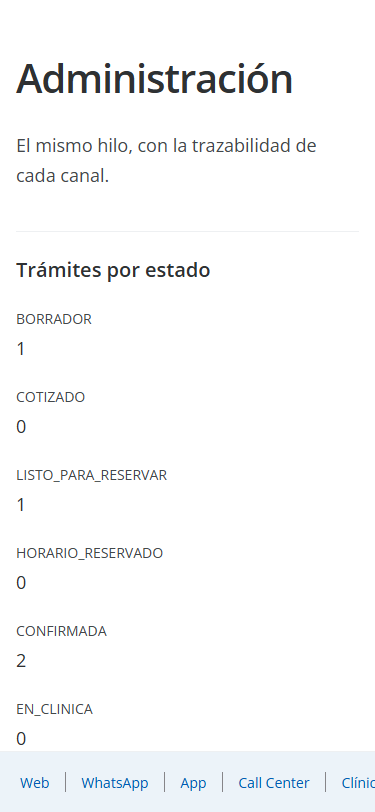 Administración
El mismo hilo, con la trazabilidad de
cada canal.
Trámites por estado
BORRADOR
1
COTIZADO
0
LISTO_PARA_RESERVAR
1
HORARIO_RESERVADO
0
CONFIRMADA
2
EN_CLINICA
0
Web WhatsApp App Call Center Clínic